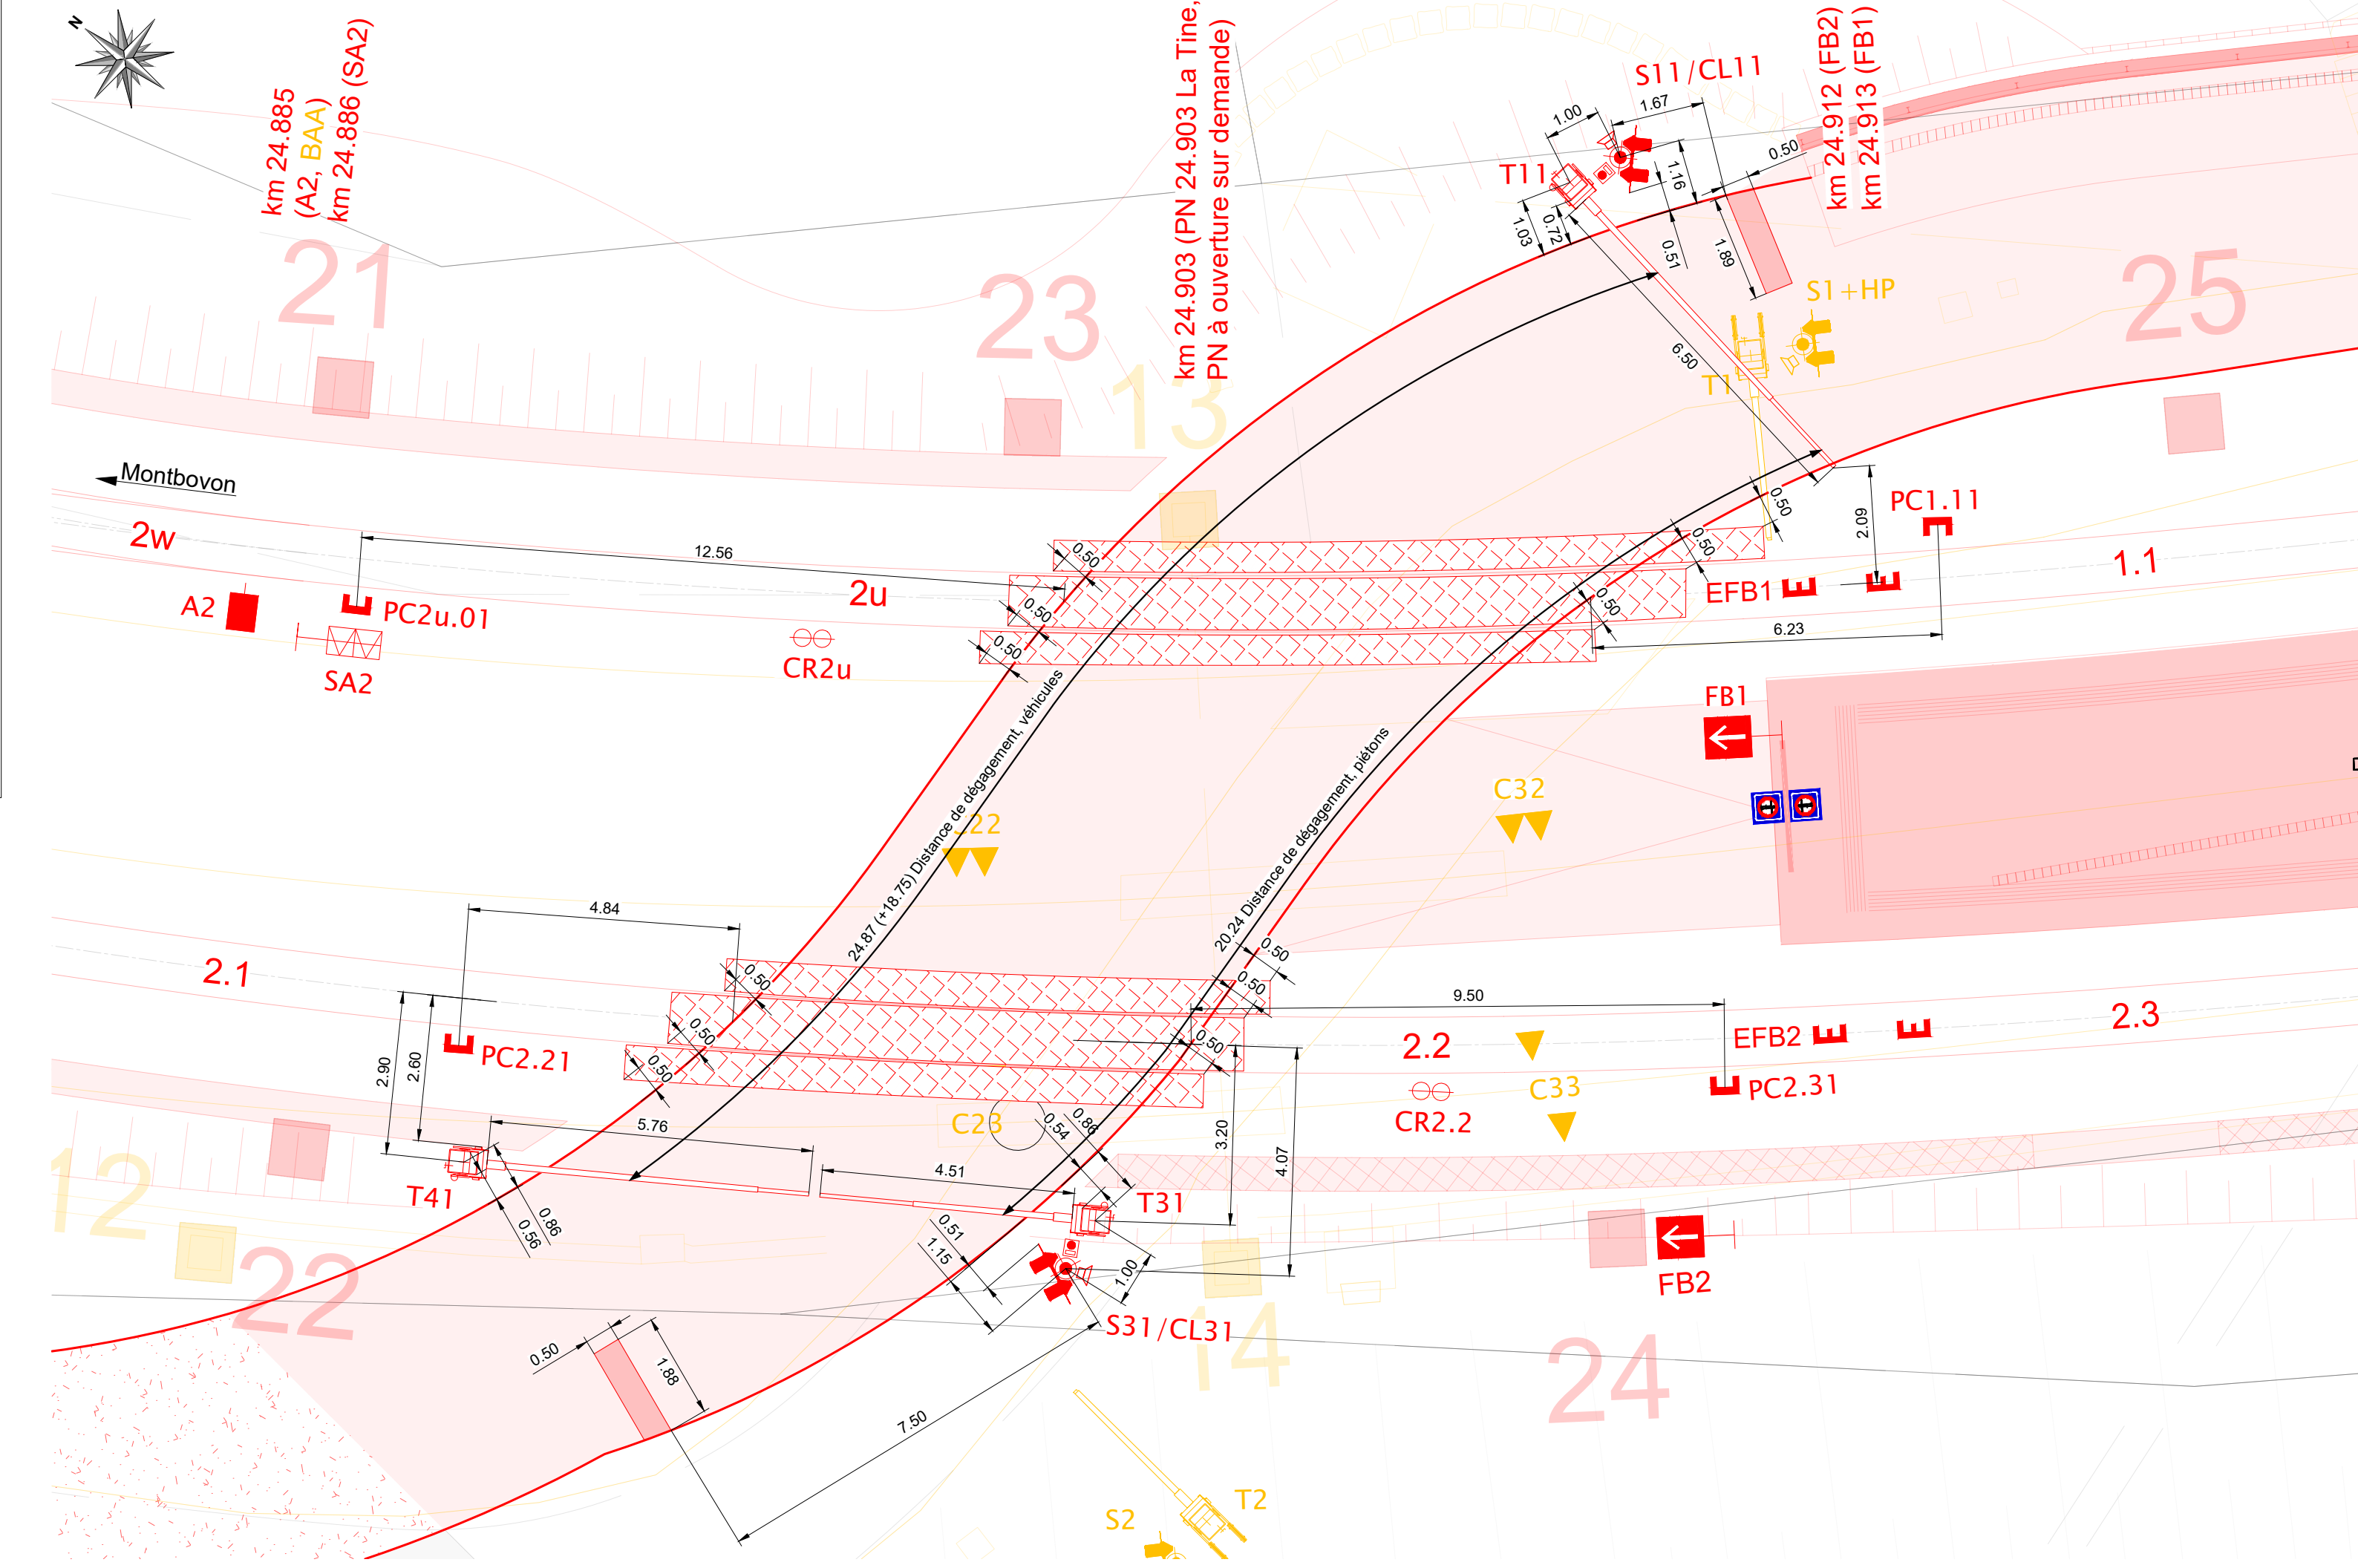 N
km 24.885
(A2, BAA)
km 24.886 (SA2)
km 24.903 (PN 24.903 La Tine,
PN à ouverture sur demande)
km 24.912 (FB2)
km 24.913 (FB1)
S11/CL11
1.67
1.00
T11
1.16
0.50
1.03
0.72
0.51
1.89
S1+HP
21
23
25
13
T1
6.50
Montbovon
2w
12.56
0.50
0.50
0.50
PC1.11
2.09
1.1
A2
PC2u.01
2u
0.50
0.50
EFB1
6.23
SA2
CR2u
0.50
FB1
24.87 (+18.75) Distance de dégagement, véhicules
20.24 Distance de dégagement, piétons
C32
4.84
2.1
0.50
0.50
0.50
9.50
2.3
2.90
2.60
PC2.21
0.50
0.50
0.50
2.2
EFB2
C33
PC2.31
CR2.2
C23
0.86
0.54
3.20
4.07
5.76
4.51
12
T41
T31
0.86
0.56
0.51
1.15
1.00
22
FB2
S31/CL31
14
24
0.50
1.88
7.50
T2
S2